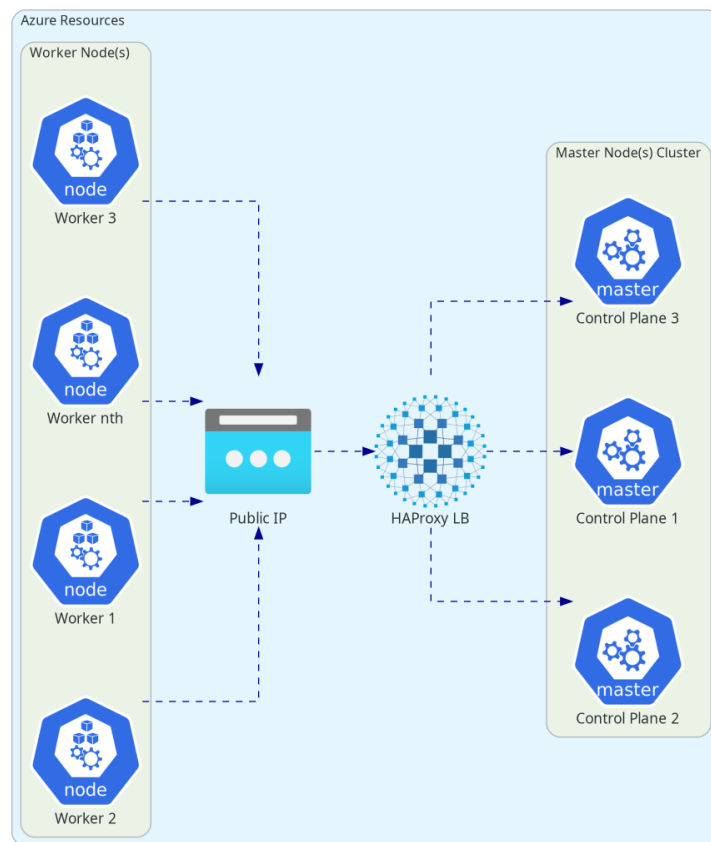 Azure Resources
Worker Node(s)
node
Worker 3
node
Worker nth
node
Worker 1
node
Worker 2
Public IP
HAProxy LB
Master Node(s) Cluster
master
Control Plane 3
master
Control Plane 1
master
Control Plane 2